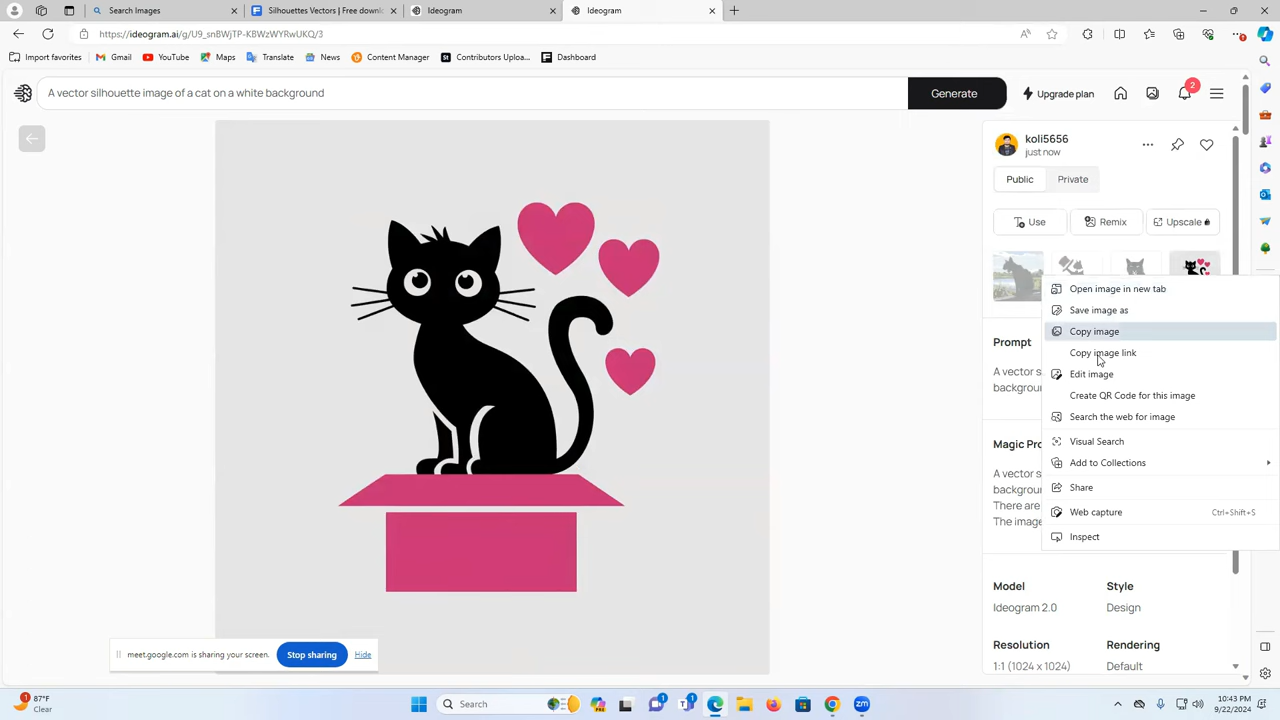 Search Images
Silhouettes Vectors | Free downl
Ideogram
Ideogram
https://ideogram.ai/g/U9_snBWjTP-KBWzWYRwUKQ/3
Import favorites
Gmail
YouTube
Maps
Translate
News
Content Manager
Contributors Uploa...
Dashboard
A vector silhouette image of a cat on a white background
Generate
Upgrade plan
2
koli5656
just now
Public
Private
Use
Remix
Upscale
Open image in new tab
Save image as
Copy image
Copy image link
Edit image
Create QR Code for this image
Search the web for image
Visual Search
Add to Collections
Share
Web capture
Ctrl+Shift+S
Inspect
Prompt
A vector s
backgroun
Magic Pro
A vector s
backgroun
There are
The image
Model
Ideogram 2.0
Style
Design
Resolution
1:1 (1024 x 1024)
Rendering
Default
meet.google.com is sharing your screen.
Stop sharing
Hide
1
87°F
Clear
Search
1
1
10:43 PM
9/22/2024